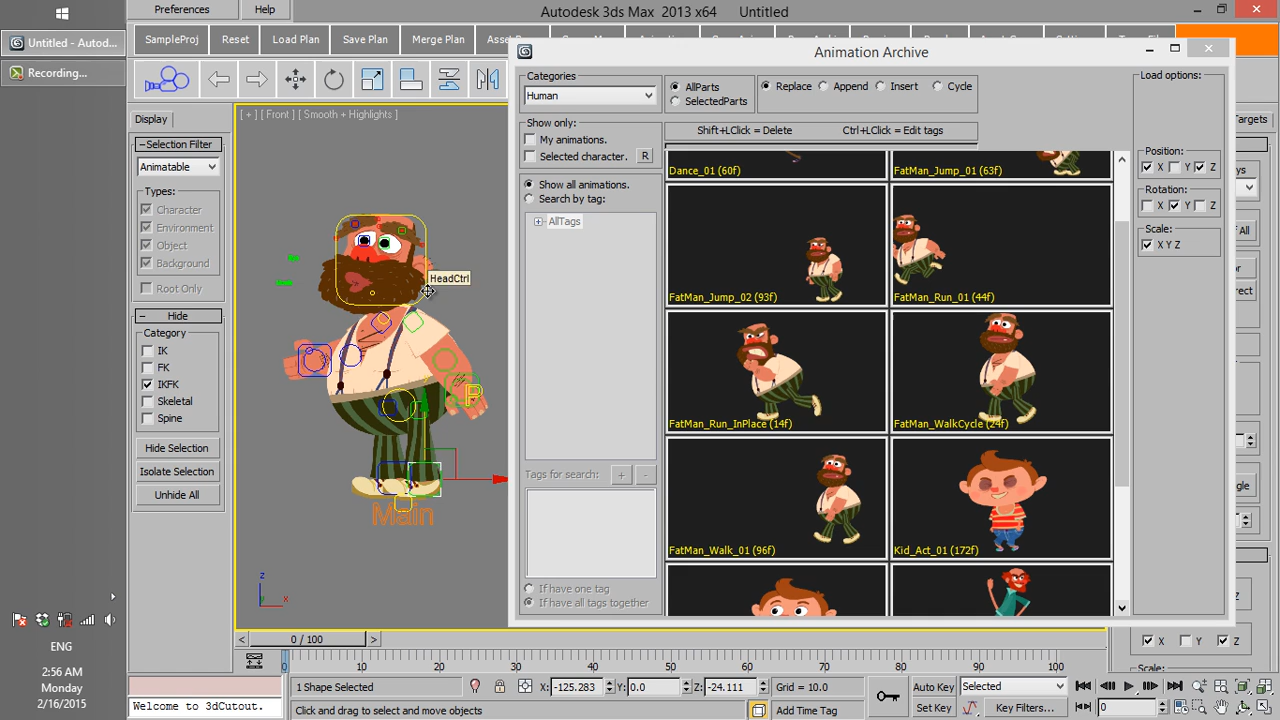 Preferences
Help
Autodesk 3ds Max  2013 x64     Untitled
Untitled - Autod...
Recording...
SampleProj
Reset
Load Plan
Save Plan
Merge Plan
Animation Archive
Display
Selection Filter
Animatable
Types:
Character
Environment
Object
Background
Root Only
Hide
Category
IK
FK
IKFK
Skeletal
Spine
Hide Selection
Isolate Selection
Unhide All
[ + ] [ Front ] [ Smooth + Highlights ]
HeadCtrl
P
Main
z
x
Categories
Human
AllParts
SelectedParts
Replace
Append
Insert
Cycle
Shift+LClick = Delete
Ctrl+LClick = Edit tags
Show only:
My animations.
Selected character.
R
Show all animations.
Search by tag:
AllTags
Tags for search:
+
-
If have one tag
If have all tags together
Dance_01 (60f)
FatMan_Jump_01 (63f)
FatMan_Jump_02 (93f)
FatMan_Run_01 (44f)
FatMan_Run_InPlace (14f)
FatMan_WalkCycle (24f)
FatMan_Walk_01 (96f)
Kid_Act_01 (172f)
Load options:
Position:
X Y Z
Rotation:
X Y Z
Scale:
X Y Z
Targets
X Y Z
0 / 100
0 10 20 30 40 50 60 70 80 90 100
1 Shape Selected
X: -125.283
Y: 0.0
Z: -24.111
Grid = 10.0
Auto Key
Selected
Welcome to 3dCutout.
Click and drag to select and move objects
Add Time Tag
Set Key
Key Filters...
0
ENG
2:56 AM
Monday
2/16/2015